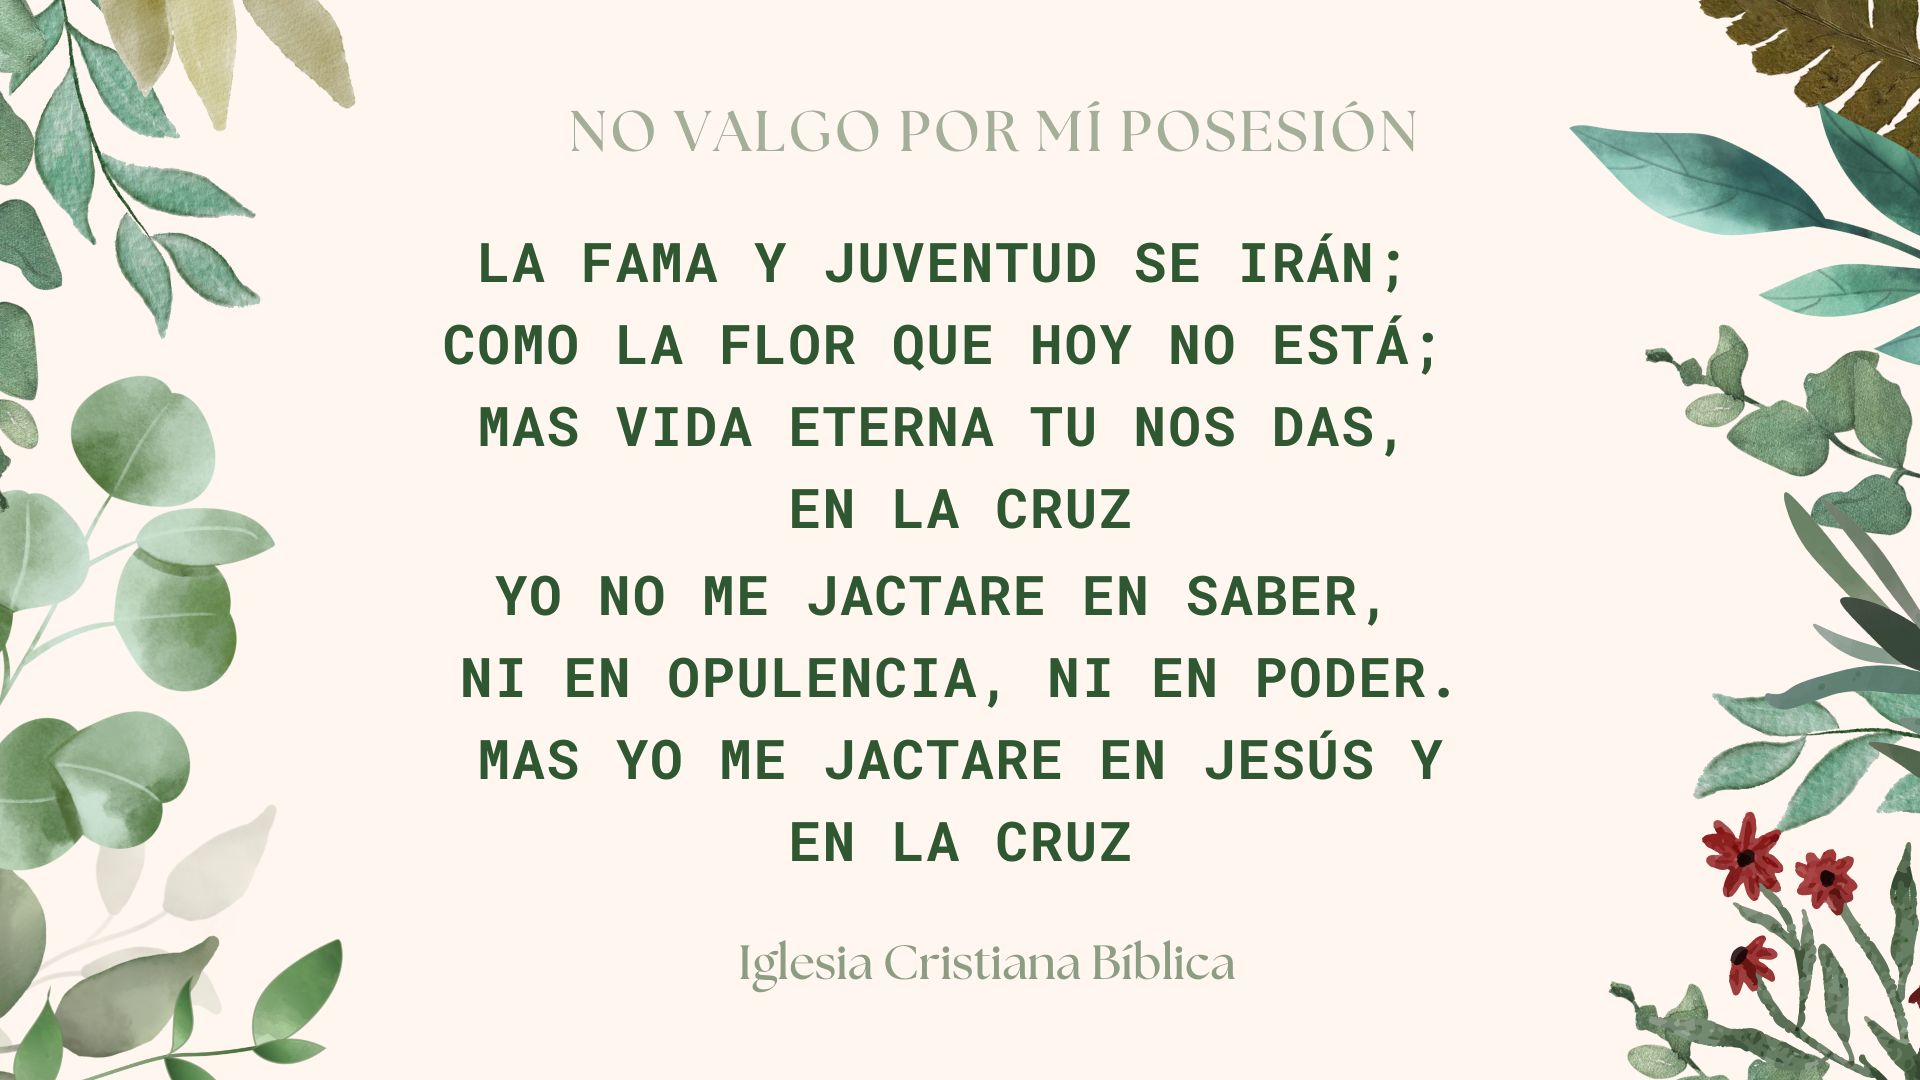 NO VALGO POR MÍ POSESIÓN
LA FAMA Y JUVENTUD SE IRÁN;
COMO LA FLOR QUE HOY NO ESTÁ;
MAS VIDA ETERNA TU NOS DAS,
EN LA CRUZ
YO NO ME JACTARE EN SABER,
NI EN OPULENCIA, NI EN PODER.
MAS YO ME JACTARE EN JESÚS Y
EN LA CRUZ
Iglesia Cristiana Bíblica